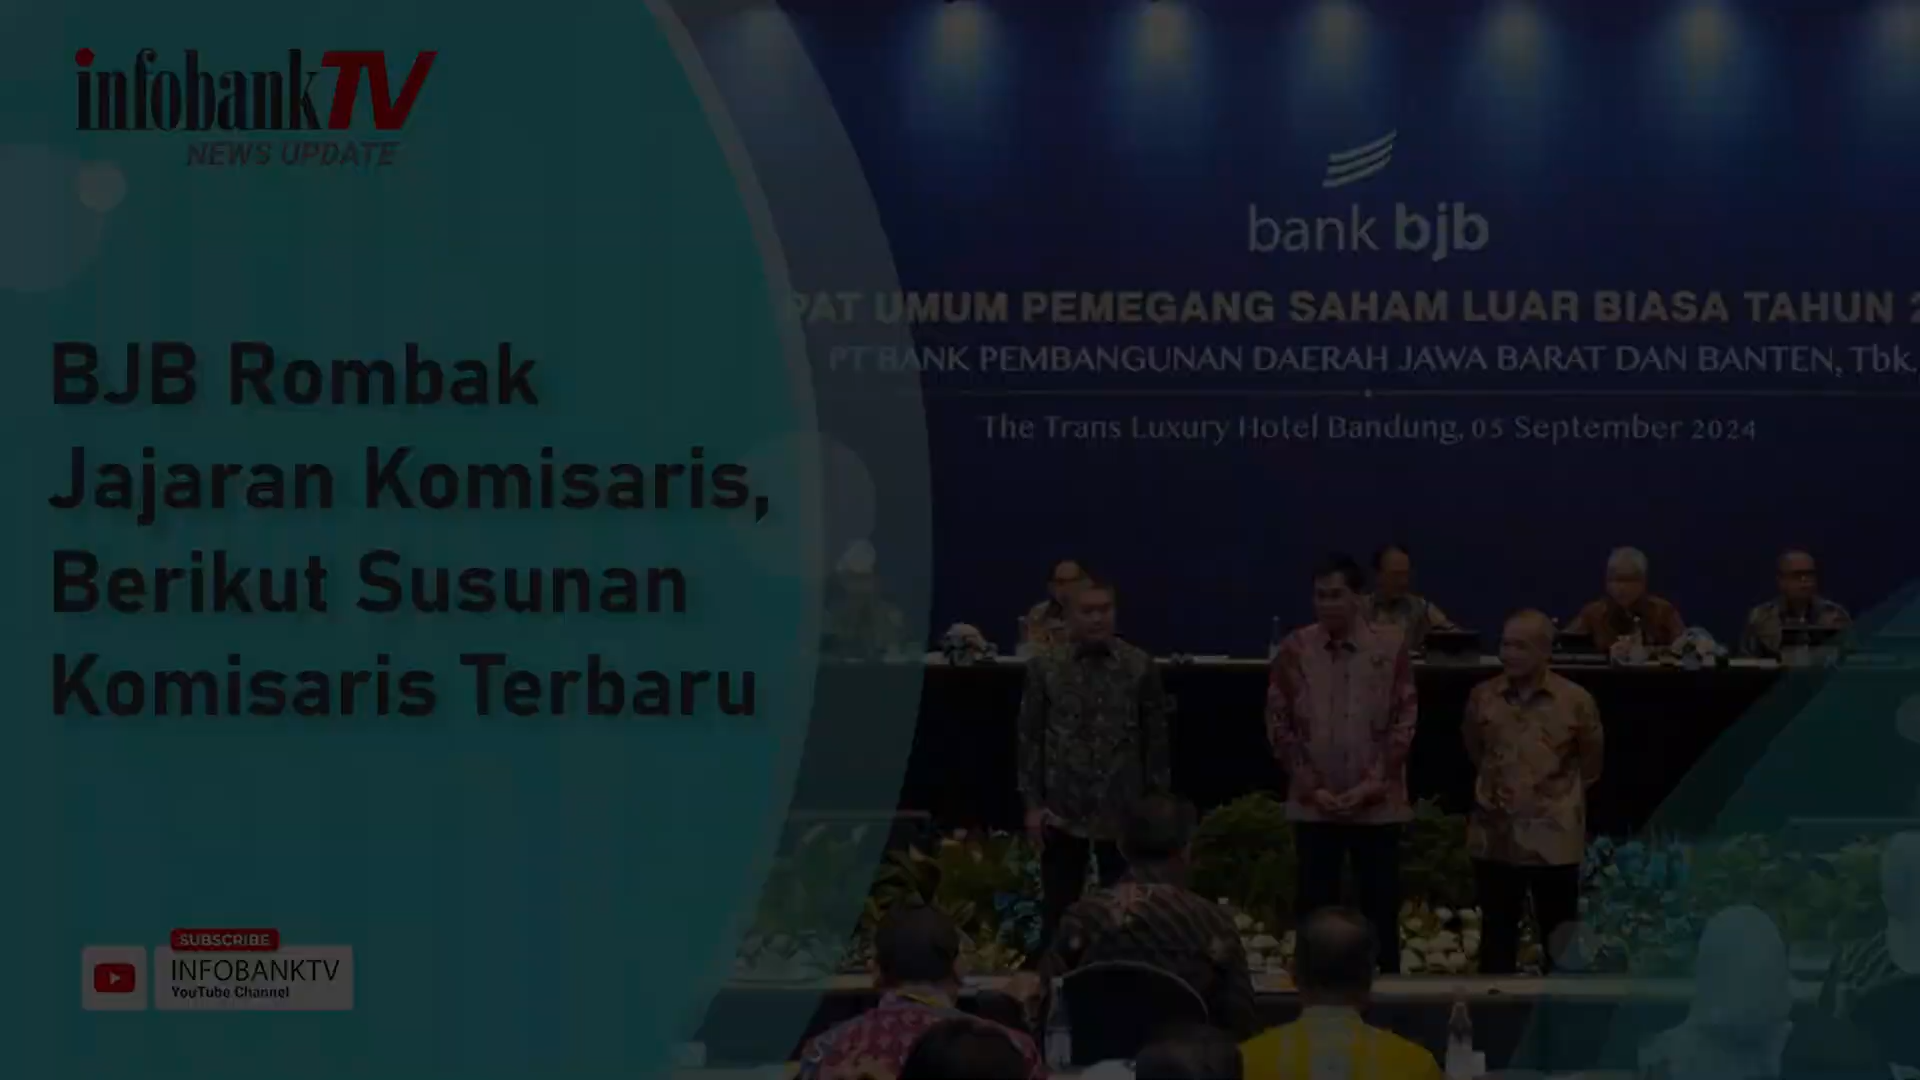 infobankTV
NEWS UPDATE
BJB Rombak
Jajaran Komisaris,
Berikut Susunan
Komisaris Terbaru
SUBSCRIBE
INFOBANKTV
YouTube Channel
bank bjb
PAT UMUM PEMEGANG SAHAM LUAR BIASA TAHUN 2
PT BANK PEMBANGUNAN DAERAH JAWA BARAT DAN BANTEN, Tbk.
The Trans Luxury Hotel Bandung, 05 September 2024